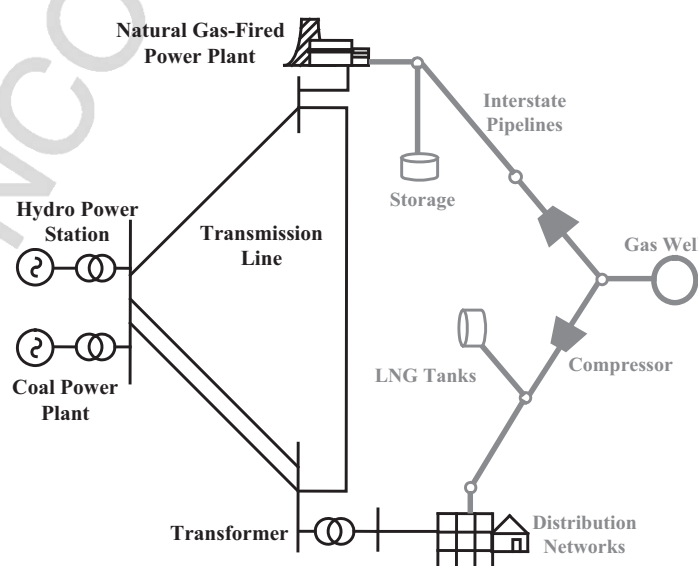 Natural Gas-Fired
Power Plant
Interstate
Pipelines
Storage
Hydro Power
Station
Transmission
Line
Gas Wel
LNG Tanks
Compressor
Coal Power
Plant
Transformer
Distribution
Networks
NCO